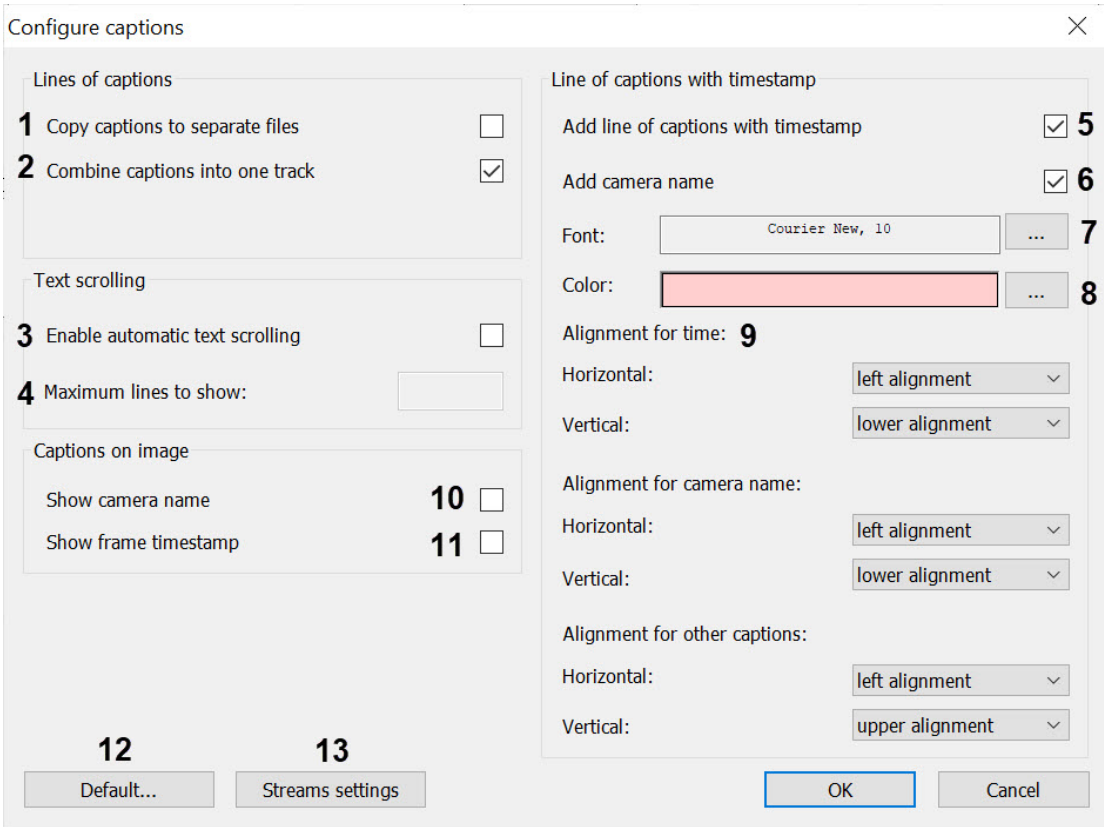 Configure captions
Lines of captions
1 Copy captions to separate files
2 Combine captions into one track
Text scrolling
3 Enable automatic text scrolling
4 Maximum lines to show:
Captions on image
Show camera name 10
Show frame timestamp 11
12
Default...
13
Streams settings
Line of captions with timestamp
Add line of captions with timestamp 5
Add camera name 6
Font: Courier New, 10 ... 7
Color: ... 8
Alignment for time: 9
Horizontal: left alignment
Vertical: lower alignment
Alignment for camera name:
Horizontal: left alignment
Vertical: lower alignment
Alignment for other captions:
Horizontal: left alignment
Vertical: upper alignment
OK
Cancel